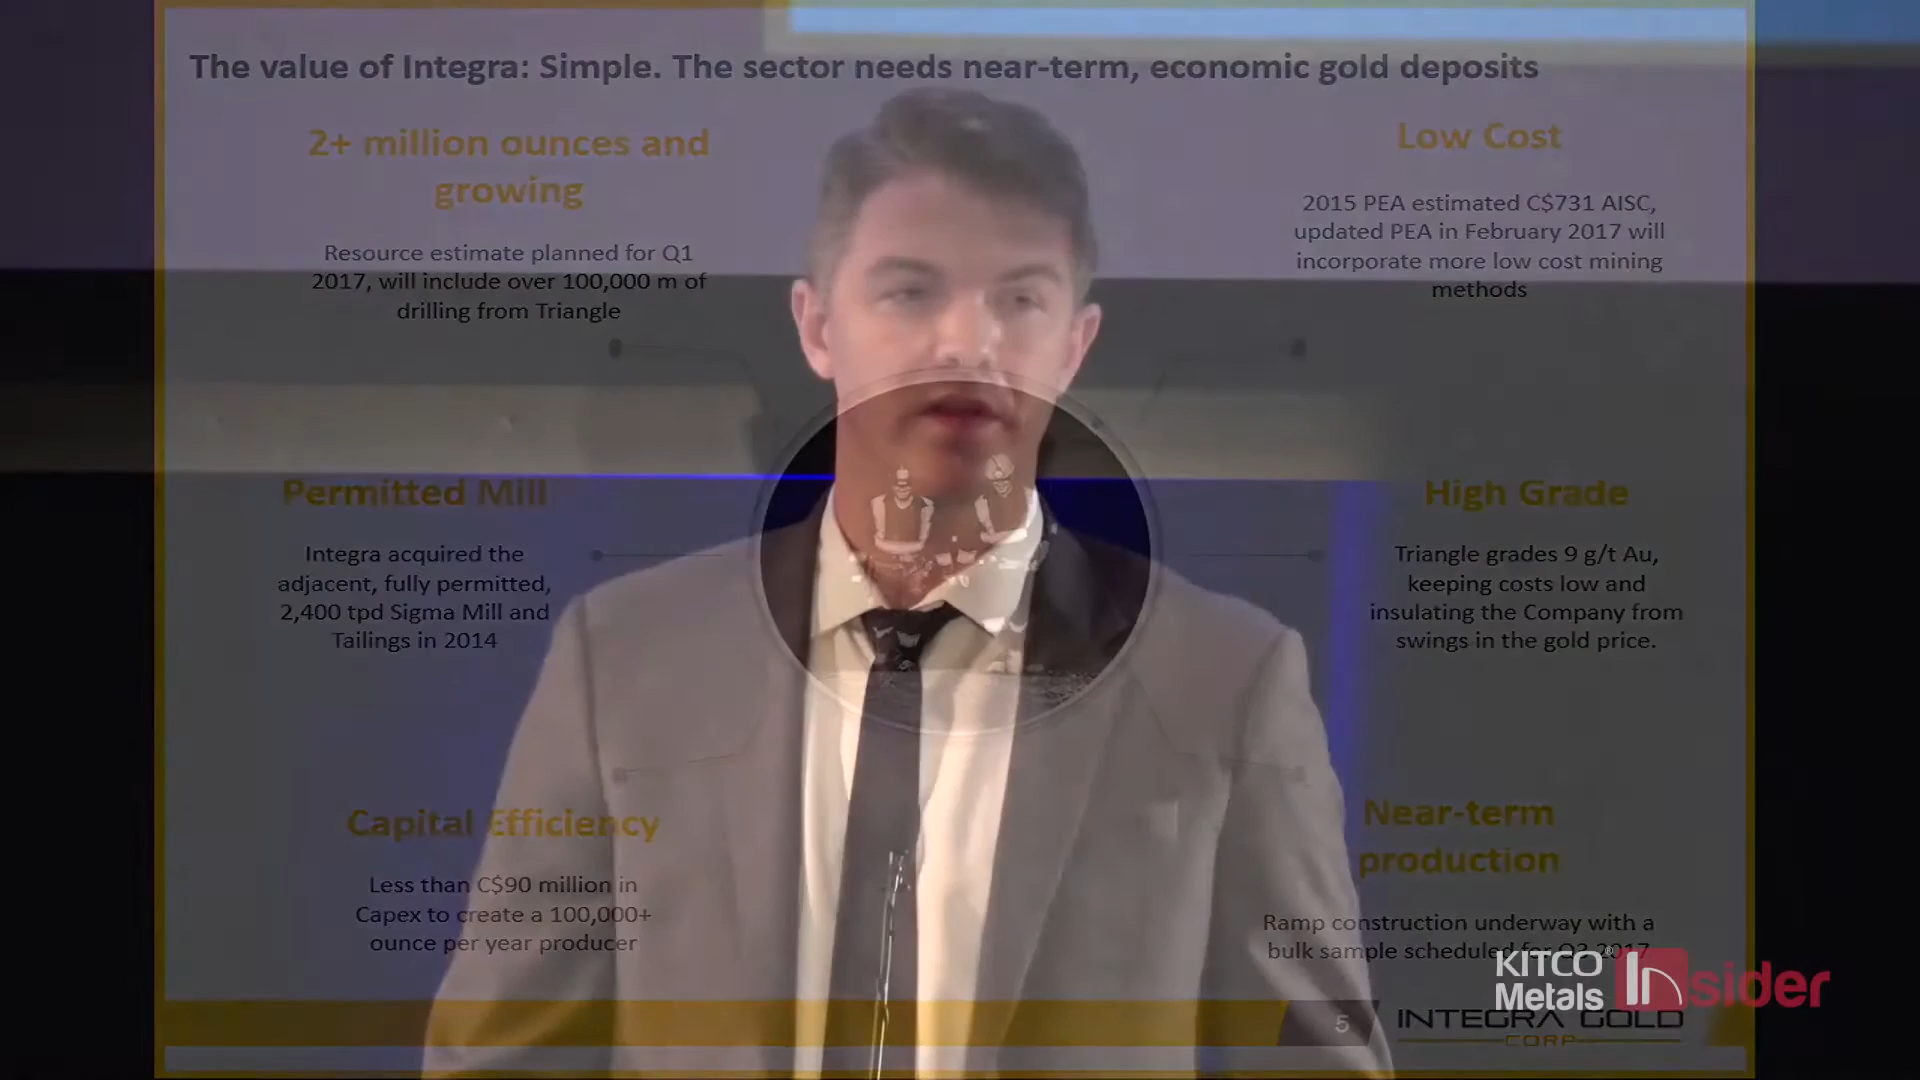 The value of Integra: Simple. The sector needs near-term, economic gold deposits
2+ million ounces and
growing
Resource estimate planned for Q1
2017, will include over 100,000 m of
drilling from Triangle
Low Cost
2015 PEA estimated C$731 AISC,
updated PEA in February 2017 will
incorporate more low cost mining
methods
Permitted Mill
Integra acquired the
adjacent, fully permitted,
2,400 tpd Sigma Mill and
Tailings in 2014
High Grade
Triangle grades 9 g/t Au,
keeping costs low and
insulating the Company from
swings in the gold price.
Capital Efficiency
Less than C$90 million in
Capex to create a 100,000+
ounce per year producer
Near-term
production
Ramp construction underway with a
bulk sample scheduled for Q3 2017
KITCO®
Metals Insider
5
INTEGRA GOLD
CORP